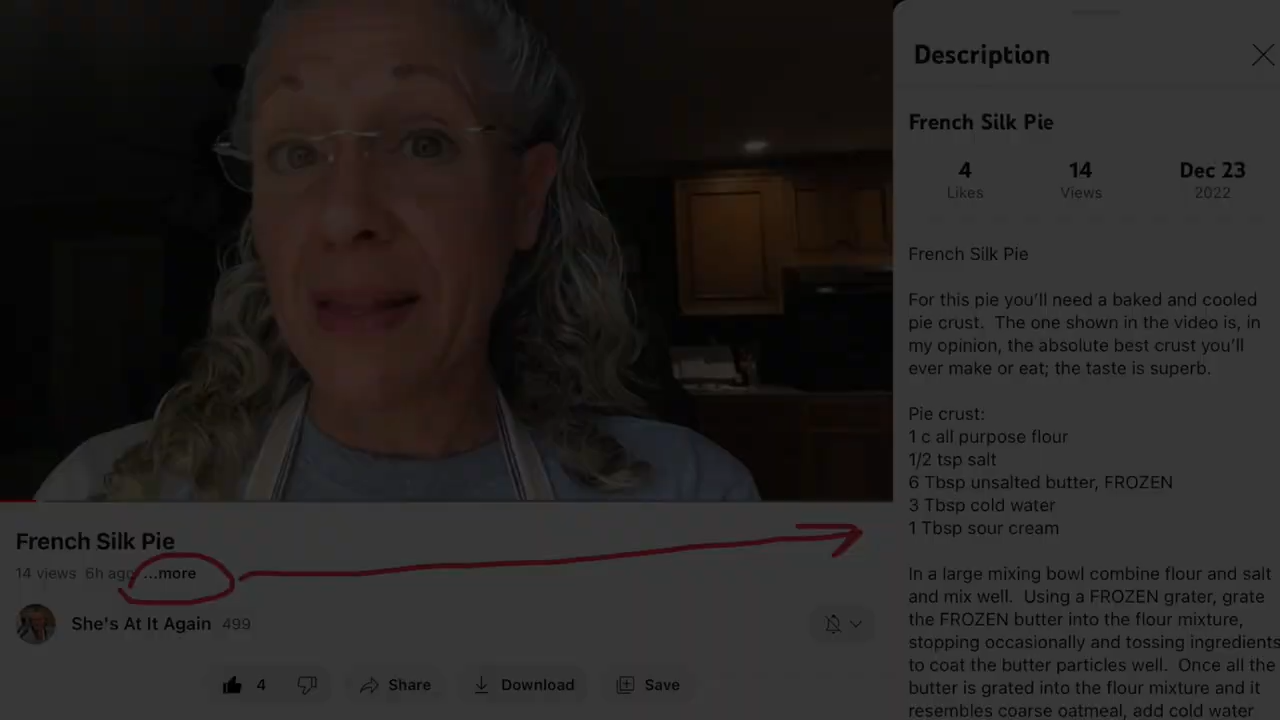 Description
French Silk Pie
4 14 Dec 23
Likes Views 2022
French Silk Pie
For this pie you'll need a baked and cooled
pie crust.  The one shown in the video is, in
my opinion, the absolute best crust you'll
ever make or eat; the taste is superb.
Pie crust:
1 c all purpose flour
1/2 tsp salt
6 Tbsp unsalted butter, FROZEN
3 Tbsp cold water
1 Tbsp sour cream
In a large mixing bowl combine flour and salt
and mix well.  Using a FROZEN grater, grate
the FROZEN butter into the flour mixture,
stopping occasionally and tossing ingredients
to coat the butter particles well.  Once all the
butter is grated into the flour mixture and it
resembles coarse oatmeal, add cold water
French Silk Pie
14 views 6h ago ...more
She's At It Again 499
4 Share Download Save